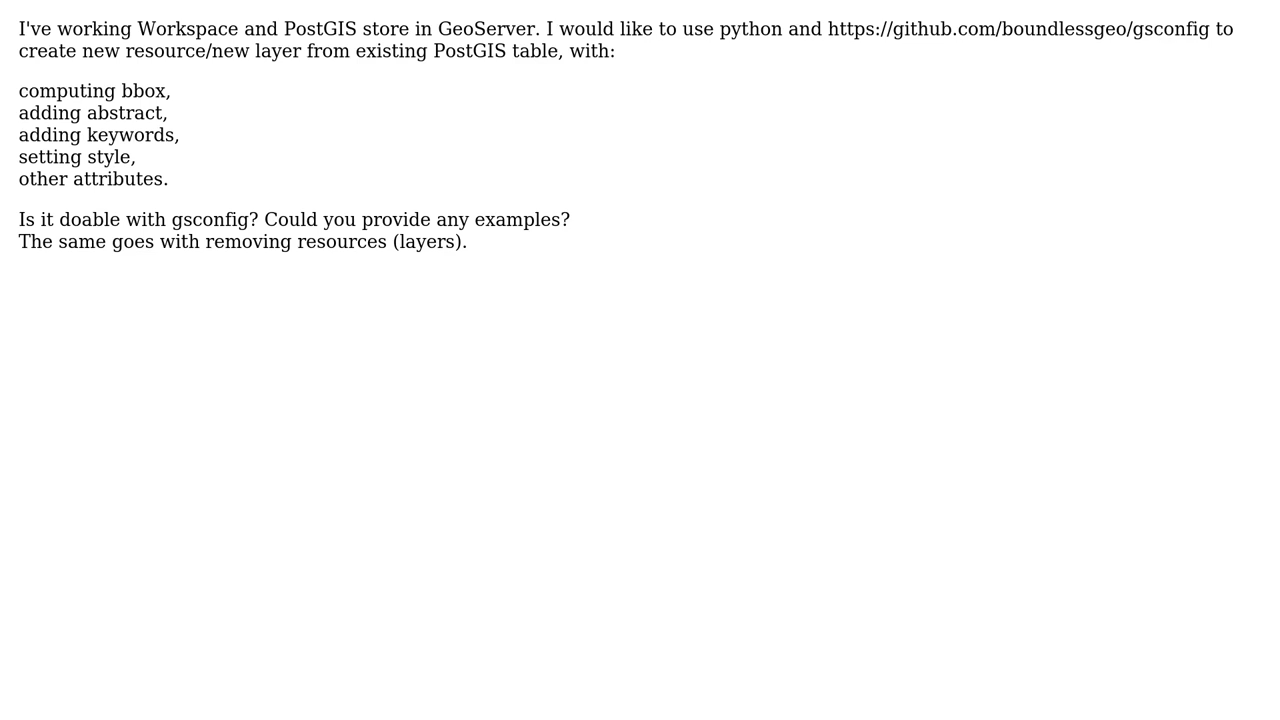 I've working Workspace and PostGIS store in GeoServer. I would like to use python and https://github.com/boundlessgeo/gsconfig to
create new resource/new layer from existing PostGIS table, with:
computing bbox,
adding abstract,
adding keywords,
setting style,
other attributes.
Is it doable with gsconfig? Could you provide any examples?
The same goes with removing resources (layers).